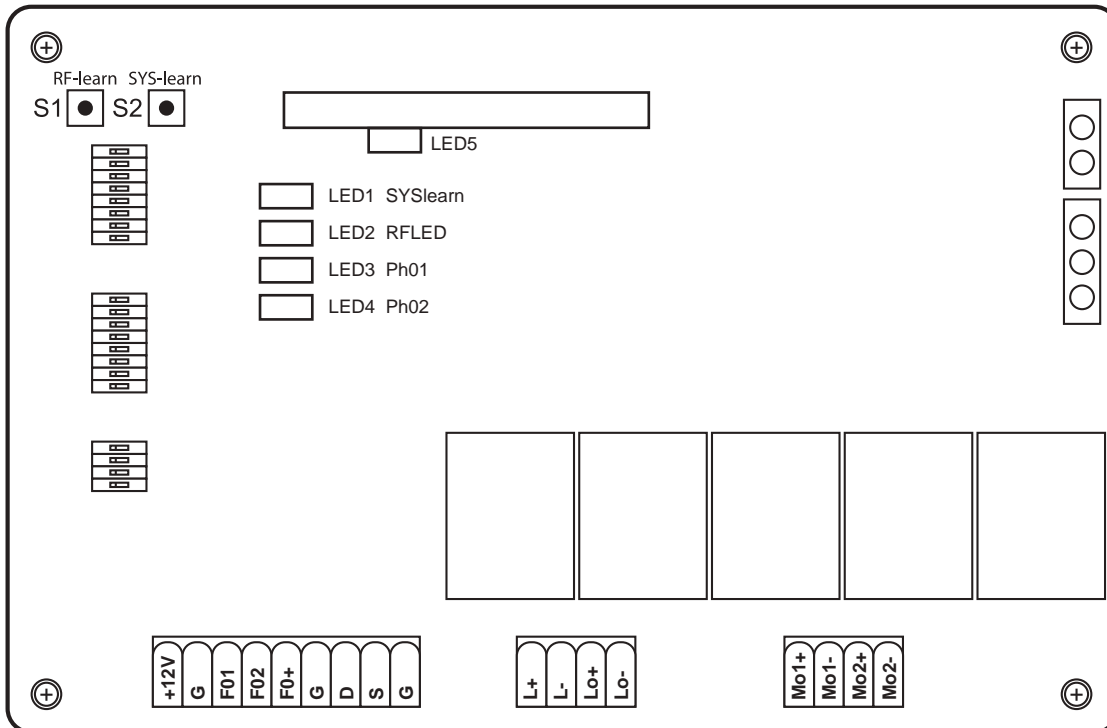 RF-learn SYS-learn
S1 S2
LED5
LED1 SYSlearn
LED2 RFLED
LED3 Ph01
LED4 Ph02
+12V G F01 F02 F0+ G D S G
L+ L- Lo+ Lo-
Mo1+ Mo1- Mo2+ Mo2-